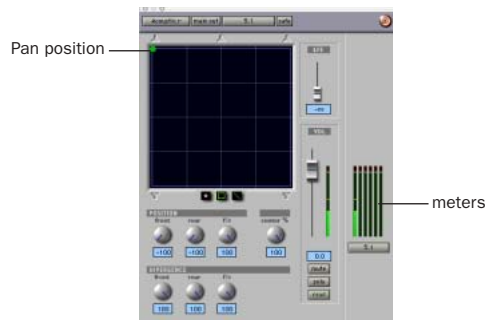 Acoustic.r main out 5.1 safe
Pan position
LFE
-∞
VOL
meters
POSITION
front rear f/r center %
-100 -100 100 100
0.0
5.1
mute
DIVERGENCE
solo
front rear f/r
100 100 100